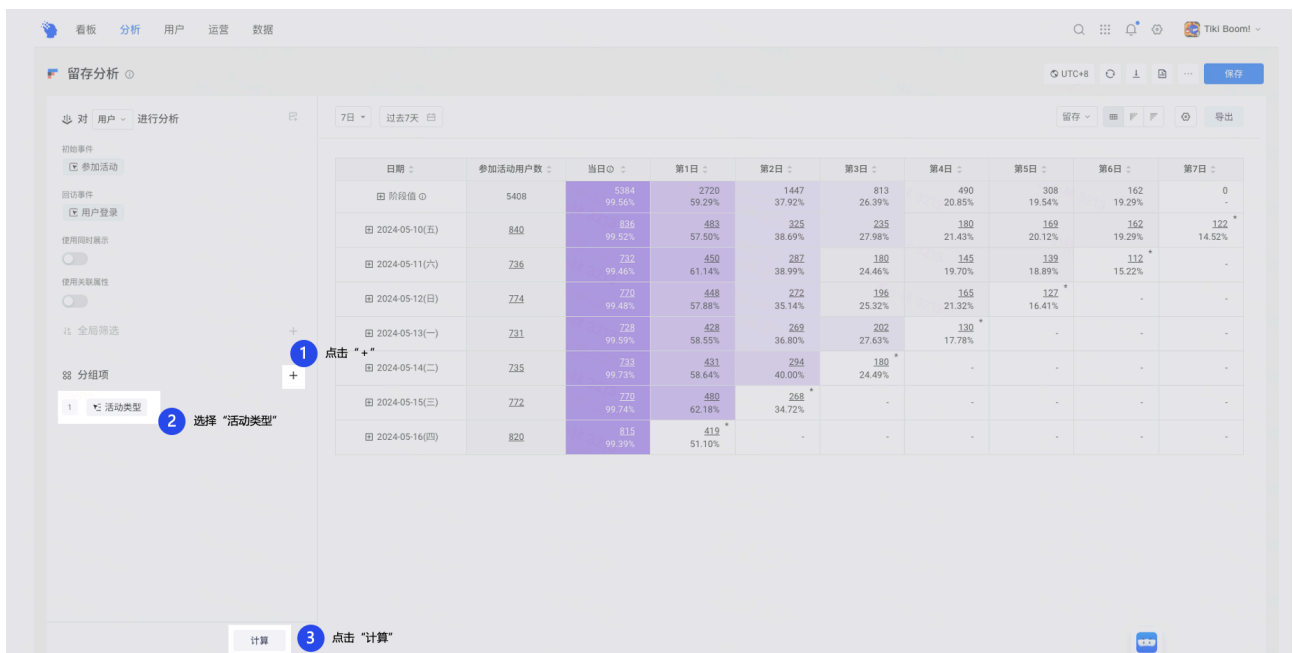 看板 分析 用户 运营 数据 Tiki Boom!
留存分析 UTC+8 ... 保存
对 用户 进行分析 7日 过去7天 留存 导出
初始事件
参加活动
回访事件
用户登录
使用同时展示
使用关联属性
全局筛选 +
1 点击“+”
分组项 +
1 活动类型
2 选择“活动类型”
计算 3 点击“计算”
日期 参加活动用户数 当日 第1日 第2日 第3日 第4日 第5日 第6日 第7日
阶段值 5408 5384 2720 1447 813 490 308 162 0
99.56% 59.29% 37.92% 26.39% 20.85% 19.54% 19.29% -
2024-05-10(五) 840 836 483 325 235 180 169 162 122 *
99.52% 57.50% 38.69% 27.98% 21.43% 20.12% 19.29% 14.52%
2024-05-11(六) 736 732 450 287 180 145 139 112 * -
99.46% 61.14% 38.99% 24.46% 19.70% 18.89% 15.22%
2024-05-12(日) 774 770 448 272 196 165 127 * - -
99.48% 57.88% 35.14% 25.32% 21.32% 16.41%
2024-05-13(一) 731 728 428 269 202 130 * - - -
99.59% 58.55% 36.80% 27.63% 17.78%
2024-05-14(二) 735 733 431 294 180 * - - - -
99.73% 58.64% 40.00% 24.49%
2024-05-15(三) 772 770 480 268 * - - - - -
99.74% 62.18% 34.72%
2024-05-16(四) 820 815 419 * - - - - - -
99.39% 51.10%